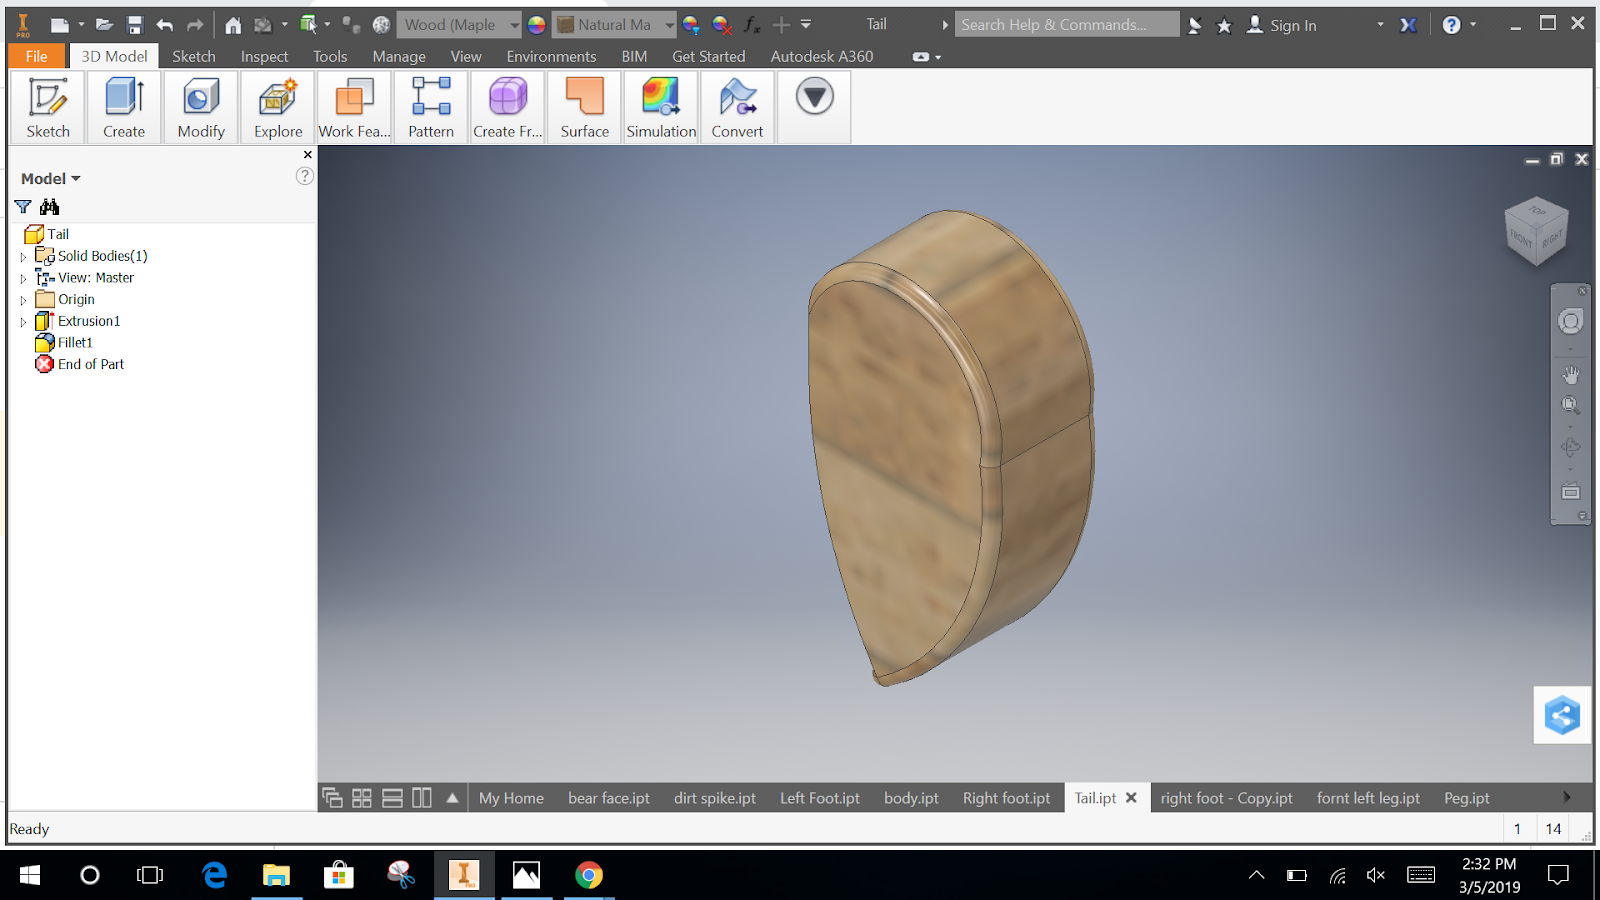 PRO Wood (Maple Natural Ma fx Tail Search Help & Commands... Sign In
File 3D Model Sketch Inspect Tools Manage View Environments BIM Get Started Autodesk A360
Sketch Create Modify Explore Work Fea... Pattern Create Fr... Surface Simulation Convert
Model
Tail
Solid Bodies(1)
View: Master
Origin
Extrusion1
Fillet1
End of Part
TOP
FRONT RIGHT
My Home bear face.ipt dirt spike.ipt Left Foot.ipt body.ipt Right foot.ipt Tail.ipt right foot - Copy.ipt fornt left leg.ipt Peg.ipt
Ready 1 14
I PRO
2:32 PM
3/5/2019